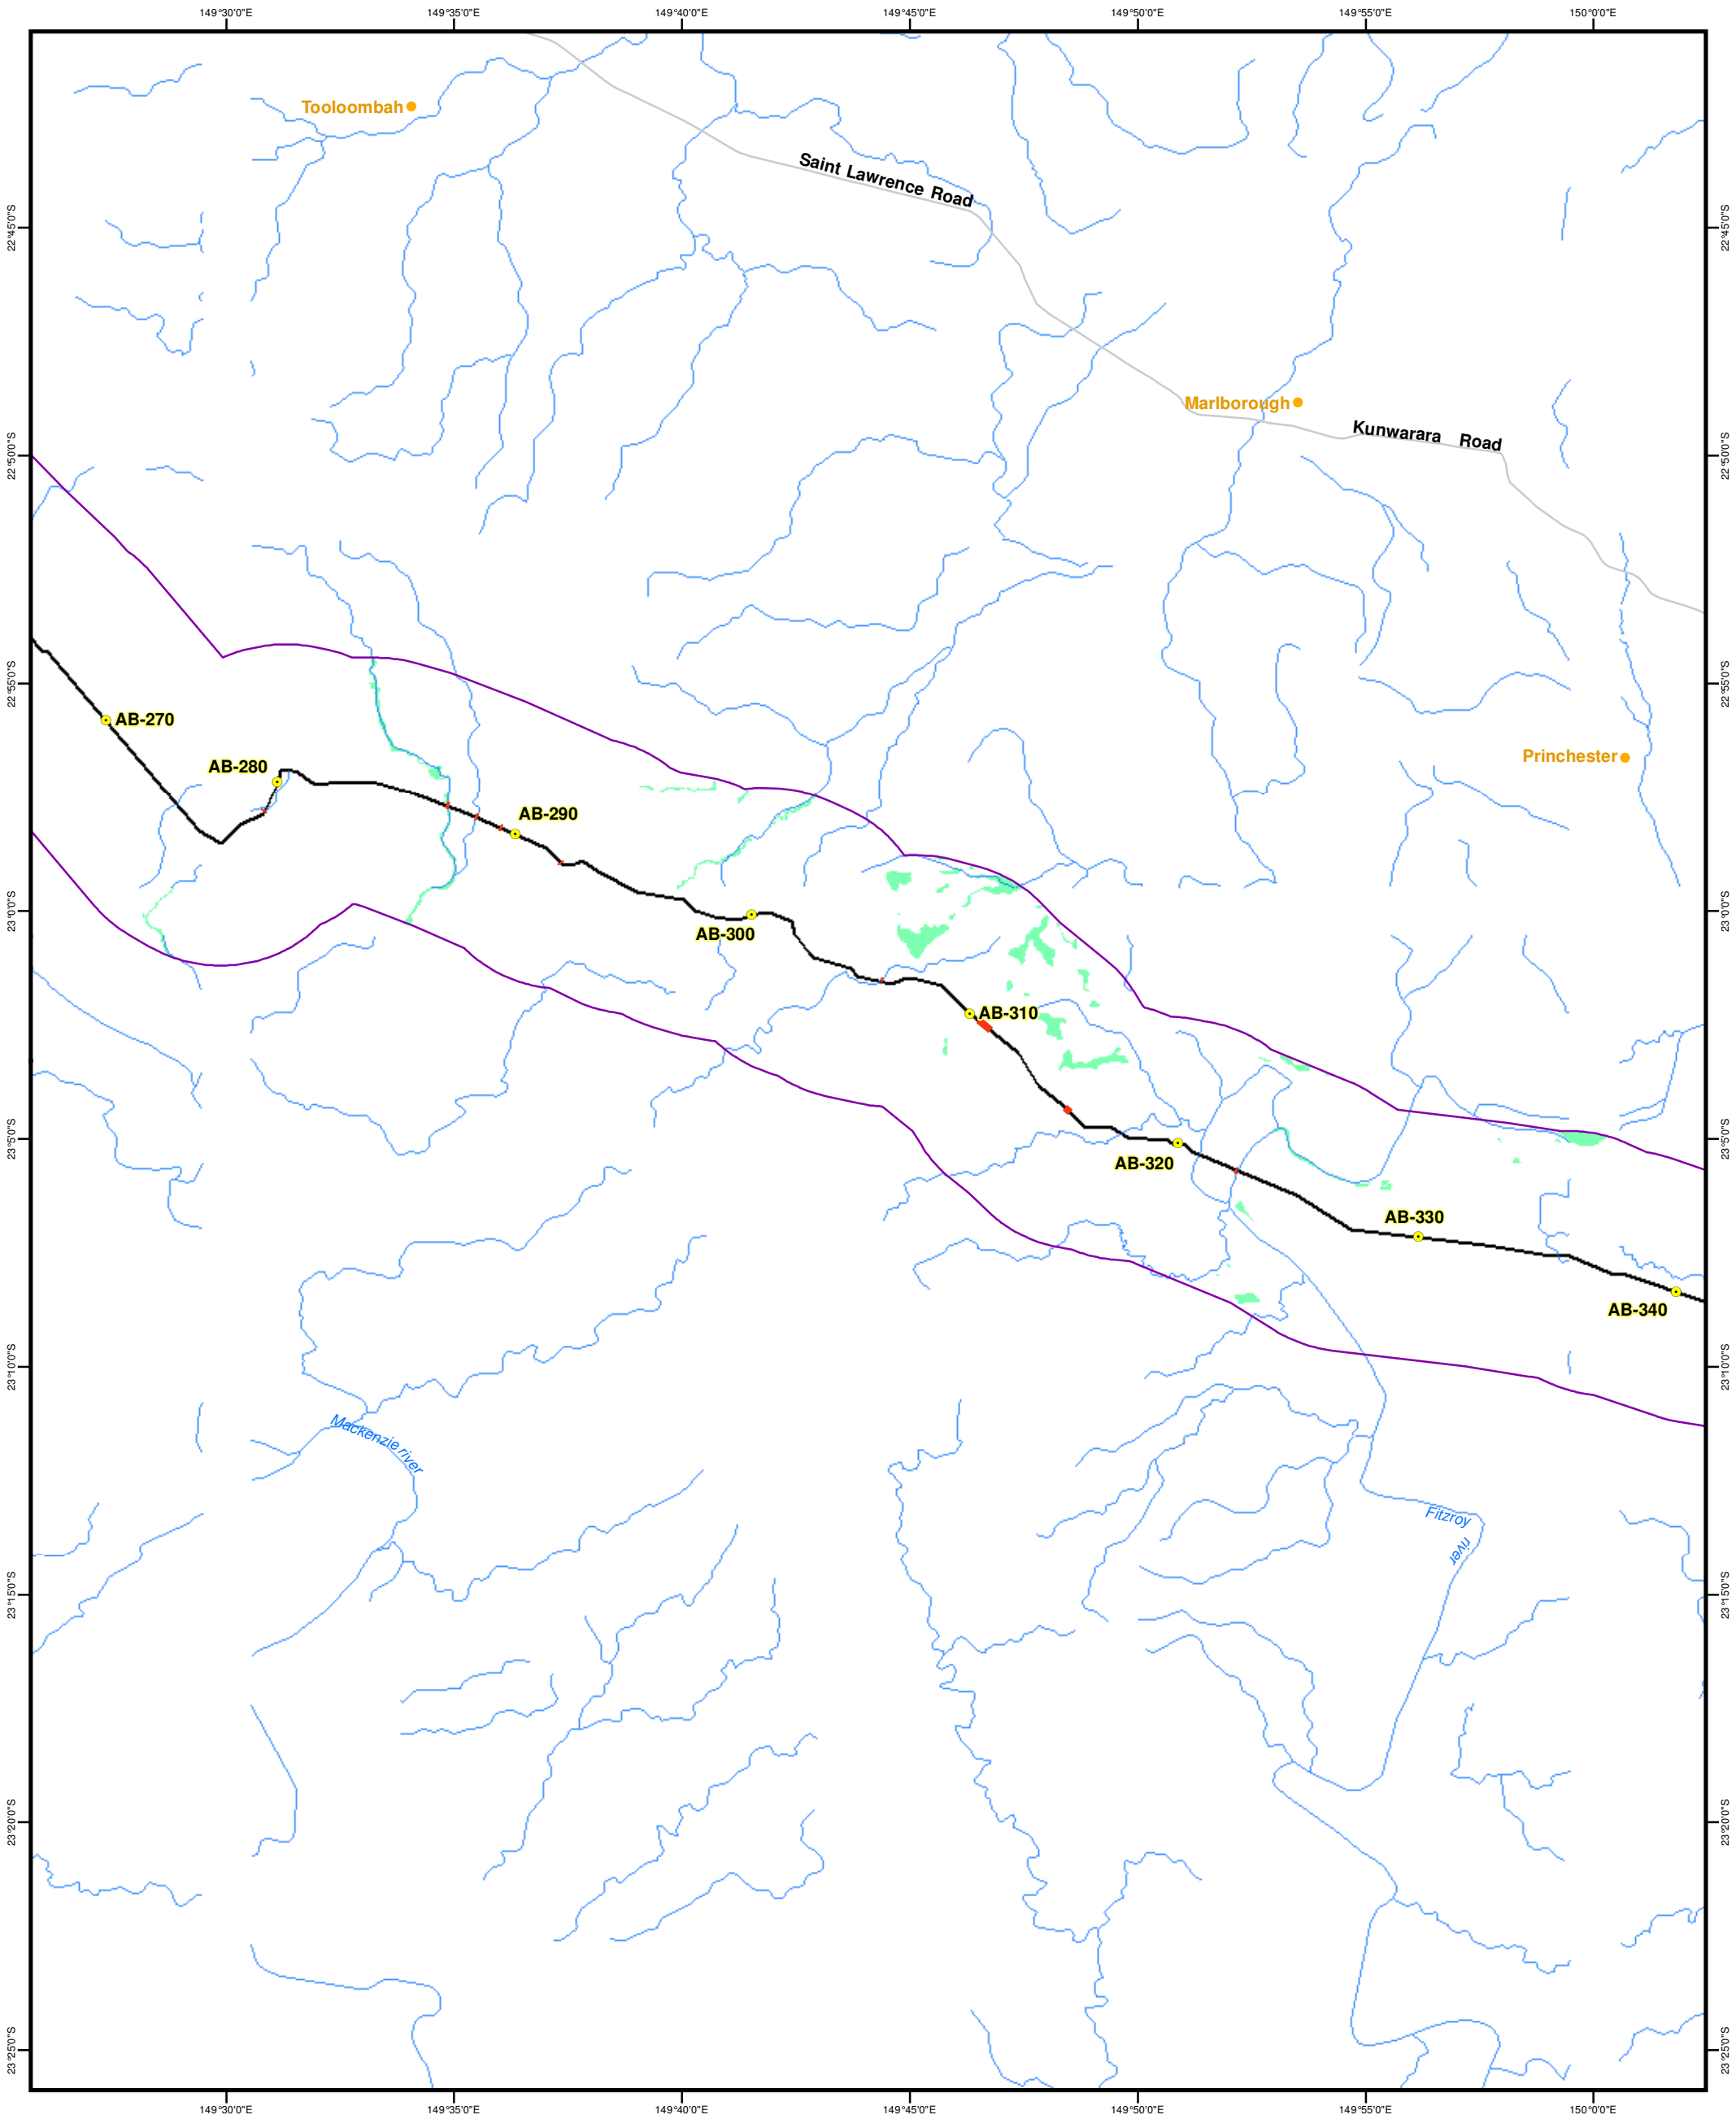 149°30'0"E 149°35'0"E 149°40'0"E 149°45'0"E 149°50'0"E 149°55'0"E 150°0'0"E
Tooloombah
Saint Lawrence Road
22°45'0"S 22°45'0"S
Marlborough
Kunwarara Road
22°50'0"S 22°50'0"S
22°55'0"S 22°55'0"S
AB-270
Princhester
AB-280
AB-290
23°0'0"S 23°0'0"S
AB-300
AB-310
23°5'0"S 23°5'0"S
AB-320
AB-330
AB-340
23°10'0"S 23°10'0"S
Mackenzie river
Fitzroy
river
23°15'0"S 23°15'0"S
23°20'0"S 23°20'0"S
23°25'0"S 23°25'0"S
149°30'0"E 149°35'0"E 149°40'0"E 149°45'0"E 149°50'0"E 149°55'0"E 150°0'0"E